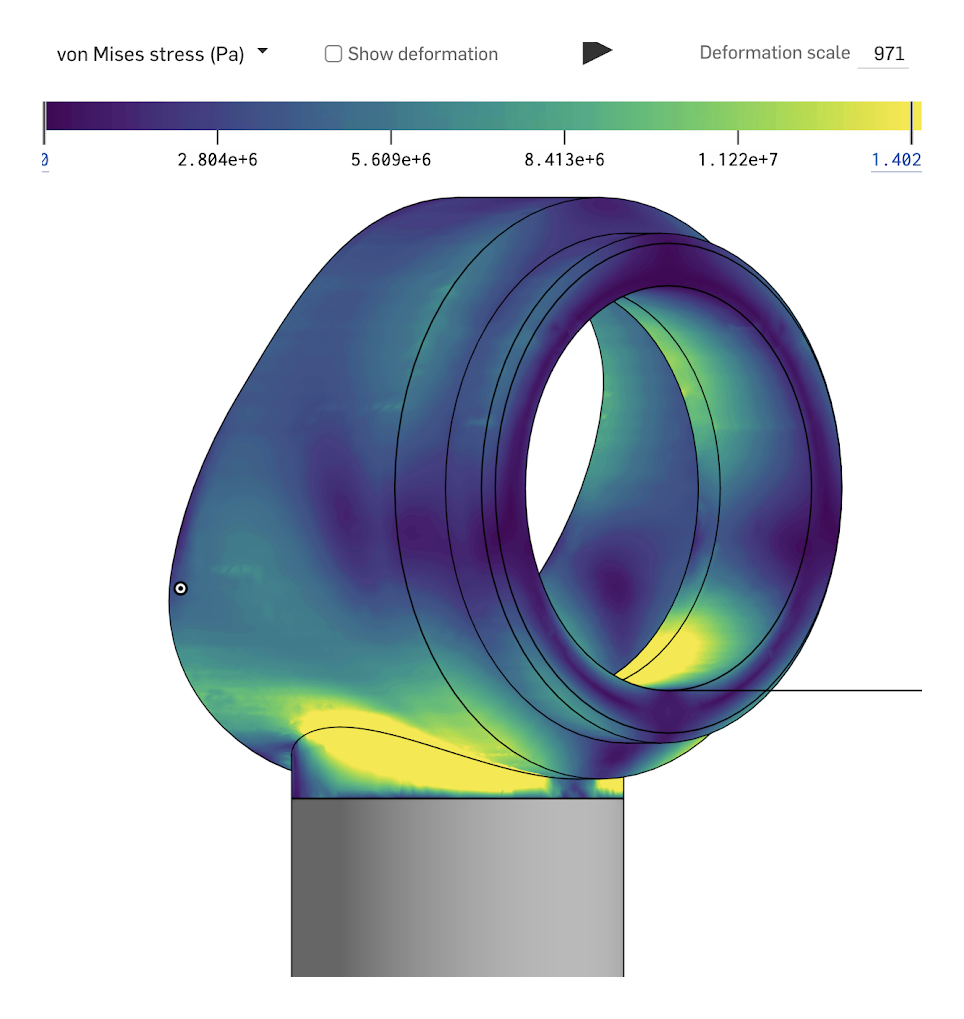 von Mises stress (Pa) Show deformation Deformation scale 971
0 2.804e+6 5.609e+6 8.413e+6 1.122e+7 1.402